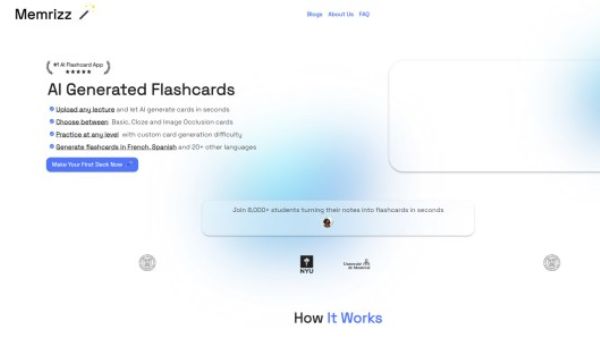 Memrizz
Blogs About Us FAQ
#1 AI Flashcard App
AI Generated Flashcards
Upload any lecture and let AI generate cards in seconds
Choose between Basic, Cloze and Image Occlusion cards
Practice at any level with custom card generation difficulty
Generate flashcards in French, Spanish and 20+ other languages
Make Your First Deck Now
Join 8,000+ students turning their notes into flashcards in seconds
NYU
Université
de Montréal
How It Works